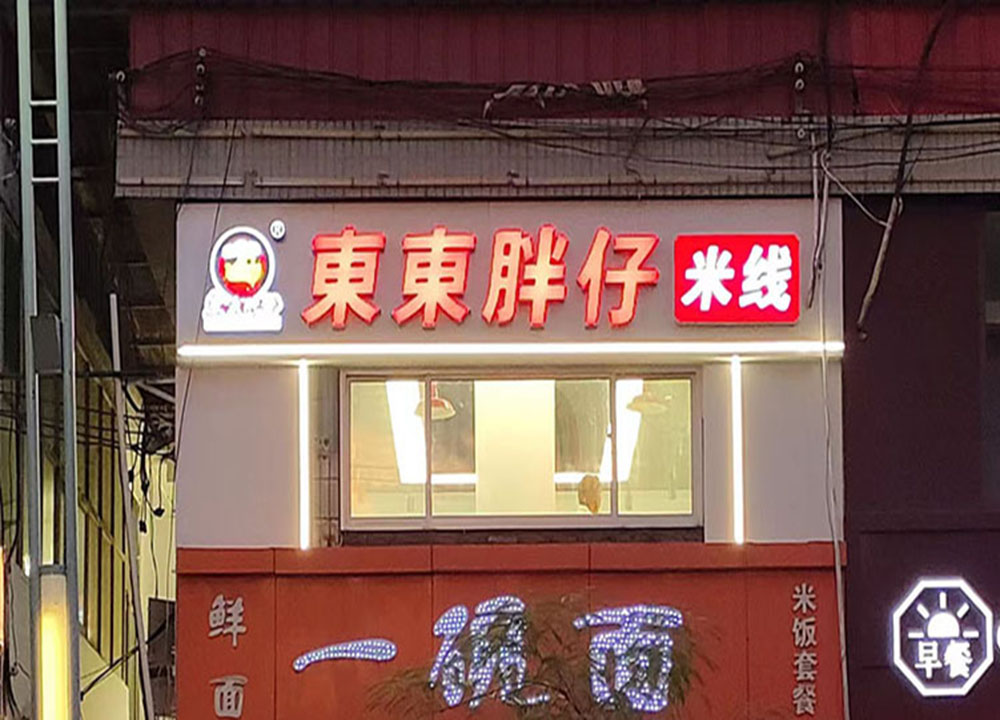 東東胖仔 米线
鲜面
一碗面
米饭套餐
早餐